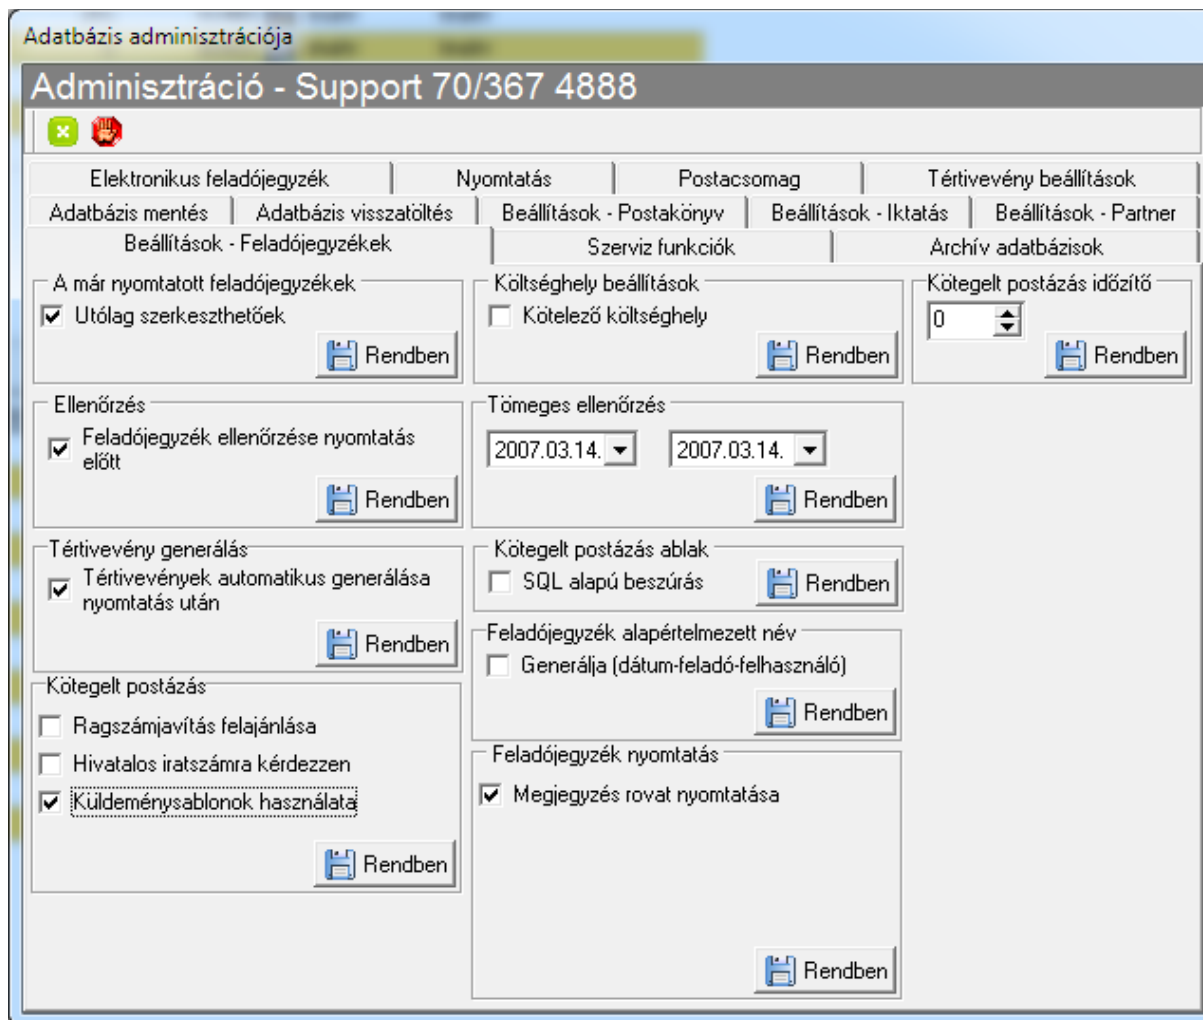 Adatbázis adminisztrációja
Adminisztráció - Support 70/367 4888
Elektronikus feladójegyzék
Nyomtatás
Postacsomag
Tértivevény beállítások
Adatbázis mentés
Adatbázis visszatöltés
Beállítások - Postakönyv
Beállítások - Iktatás
Beállítások - Partner
Beállítások - Feladójegyzékek
Szerviz funkciók
Archív adatbázisok
A már nyomtatott feladójegyzékek
Utólag szerkeszthetőek
Rendben
Költséghely beállítások
Kötelező költséghely
Rendben
Kötegelt postázás időzítő
0
Rendben
Ellenőrzés
Feladójegyzék ellenőrzése nyomtatás
előtt
Rendben
Tömeges ellenőrzés
2007.03.14.
2007.03.14.
Rendben
Tértivevény generálás
Tértivevények automatikus generálása
nyomtatás után
Rendben
Kötegelt postázás ablak
SQL alapú beszúrás
Rendben
Feladójegyzék alapértelmezett név
Generálja (dátum-feladó-felhasználó)
Rendben
Kötegelt postázás
Ragszámjavítás felajánlása
Hivatalos iratszámra kérdezzen
Küldeménysablonok használata
Rendben
Feladójegyzék nyomtatás
Megjegyzés rovat nyomtatása
Rendben